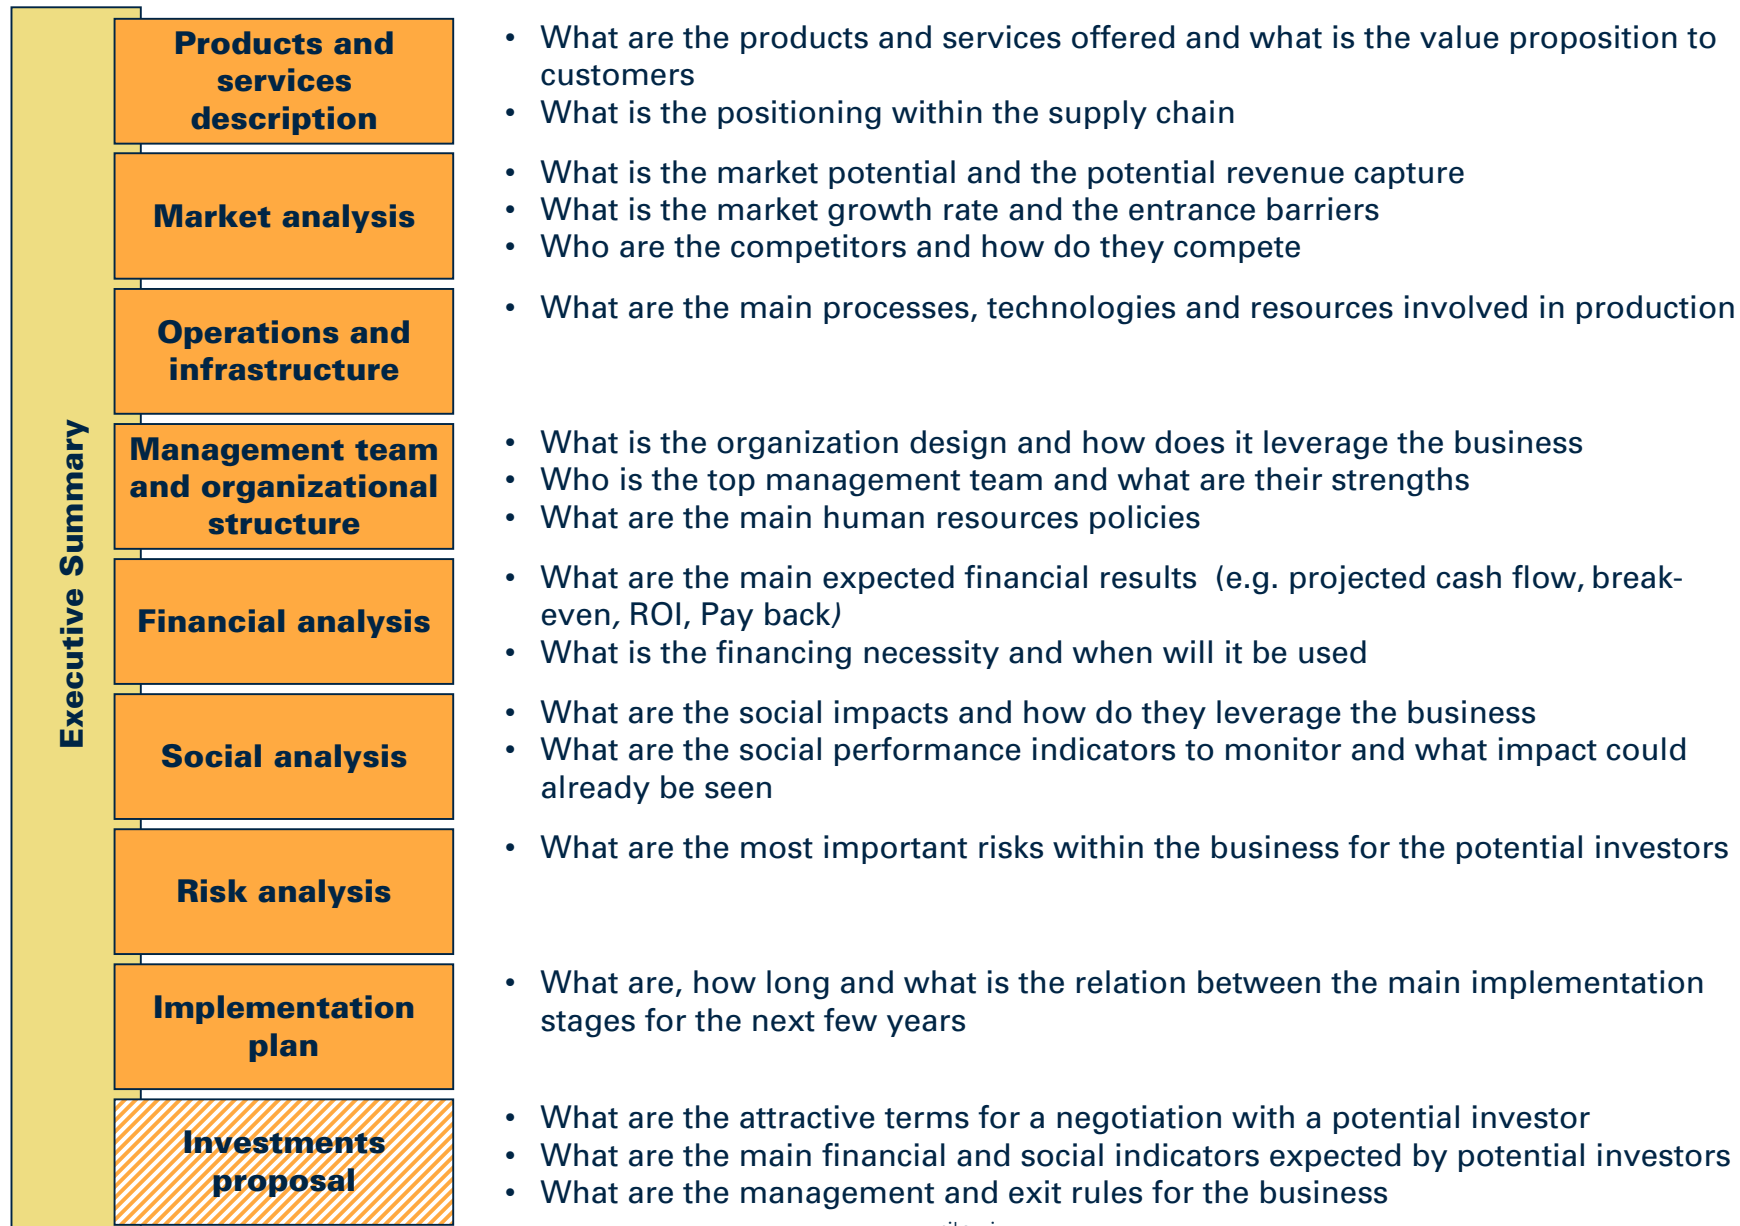 Executive Summary
Products and
services
description
• What are the products and services offered and what is the value proposition to
customers
• What is the positioning within the supply chain
Market analysis
• What is the market potential and the potential revenue capture
• What is the market growth rate and the entrance barriers
• Who are the competitors and how do they compete
Operations and
infrastructure
• What are the main processes, technologies and resources involved in production
Management team
and organizational
structure
• What is the organization design and how does it leverage the business
• Who is the top management team and what are their strengths
• What are the main human resources policies
Financial analysis
• What are the main expected financial results (e.g. projected cash flow, break-
even, ROI, Pay back)
• What is the financing necessity and when will it be used
Social analysis
• What are the social impacts and how do they leverage the business
• What are the social performance indicators to monitor and what impact could
already be seen
Risk analysis
• What are the most important risks within the business for the potential investors
Implementation
plan
• What are, how long and what is the relation between the main implementation
stages for the next few years
Investments
proposal
• What are the attractive terms for a negotiation with a potential investor
• What are the main financial and social indicators expected by potential investors
• What are the management and exit rules for the business